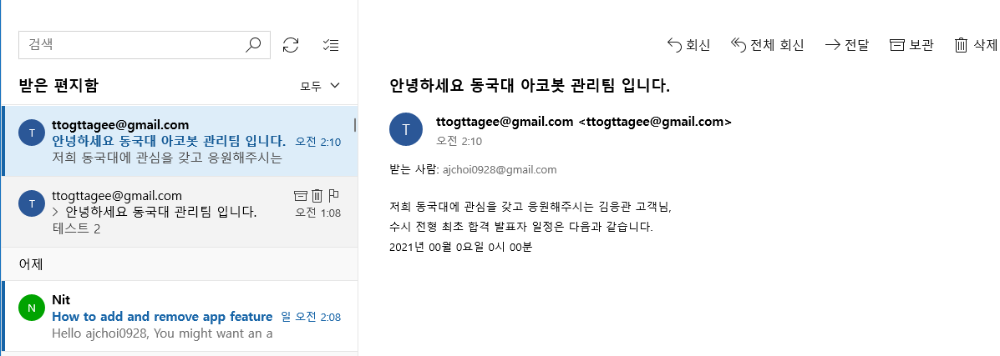 검색
받은 편지함
모두
T
ttogttagee@gmail.com
안녕하세요 동국대 아코봇 관리팀 입니다. 오전 2:10
저희 동국대에 관심을 갖고 응원해주시는
T
ttogttagee@gmail.com
> 안녕하세요 동국대 관리팀 입니다. 오전 1:08
테스트 2
어제
N
Nit
How to add and remove app feature 일 오전 2:08
Hello ajchoi0928, You might want an a
회신 전체 회신 전달 보관 삭제
안녕하세요 동국대 아코봇 관리팀 입니다.
T
ttogttagee@gmail.com <ttogttagee@gmail.com>
오전 2:10
받는 사람: ajchoi0928@gmail.com
저희 동국대에 관심을 갖고 응원해주시는 김응관 고객님,
수시 전형 최초 합격 발표자 일정은 다음과 같습니다.
2021년 00월 0요일 0시 00분